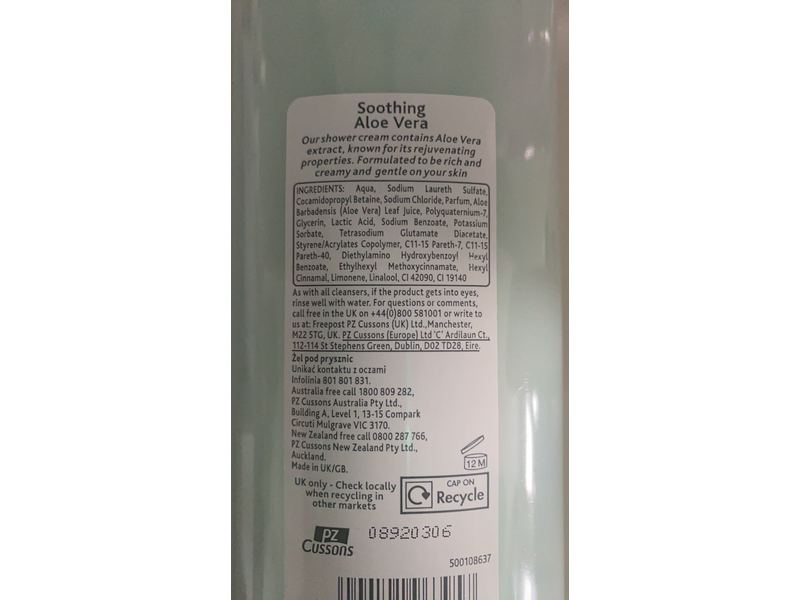 Soothing
Aloe Vera
Our shower cream contains Aloe Vera
extract, known for its rejuvenating
properties. Formulated to be rich and
creamy and gentle on your skin
INGREDIENTS: Aqua, Sodium Laureth Sulfate,
Cocamidopropyl Betaine, Sodium Chloride, Parfum, Aloe
Barbadensis (Aloe Vera) Leaf Juice, Polyquaternium-7,
Glycerin, Lactic Acid, Sodium Benzoate, Potassium
Sorbate, Tetrasodium Glutamate Diacetate,
Styrene/Acrylates Copolymer, C11-15 Pareth-7, C11-15
Pareth-40, Diethylamino Hydroxybenzoyl Hexyl
Benzoate, Ethylhexyl Methoxycinnamate, Hexyl
Cinnamal, Limonene, Linalool, CI 42090, CI 19140
As with all cleansers, if the product gets into eyes,
rinse well with water. For questions or comments,
call free in the UK on +44(0)800 581001 or write to
us at: Freepost PZ Cussons (UK) Ltd.,Manchester,
M22 5TG, UK. PZ Cussons (Europe) Ltd 'C' Ardilaun Ct.,
112-114 St Stephens Green, Dublin, D02 TD28, Eire.
Żel pod prysznic
Unikać kontaktu z oczami
Infolinia 801 801 831.
Australia free call 1800 809 282,
PZ Cussons Australia Pty Ltd.,
Building A, Level 1, 13-15 Compark
Circuti Mulgrave VIC 3170.
New Zealand free call 0800 287 766,
PZ Cussons New Zealand Pty Ltd.,
Auckland.
Made in UK/GB.
12 M
UK only - Check locally
when recycling in
other markets
CAP ON
Recycle
PZ
Cussons
08920306
500108637